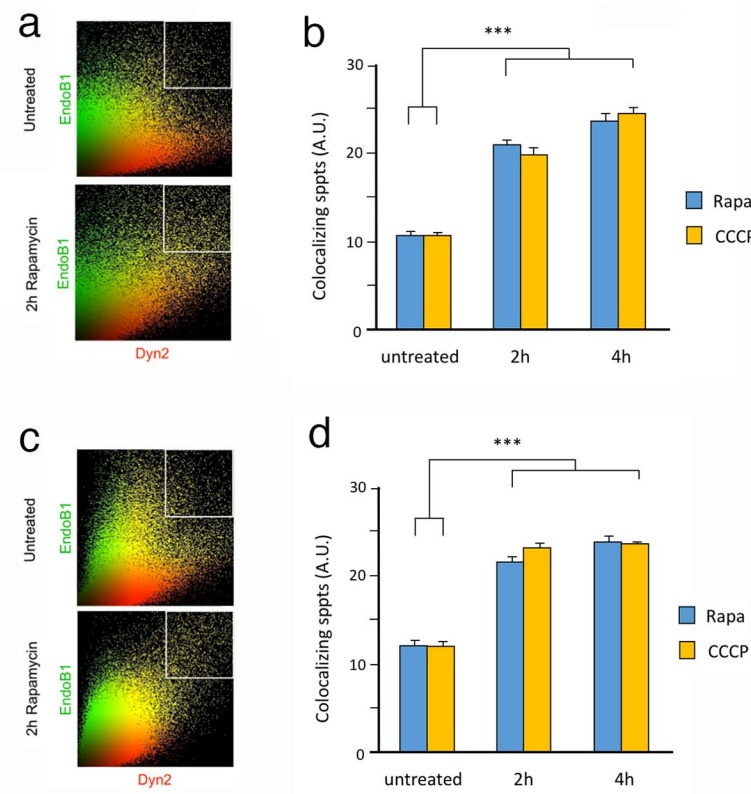 a
Untreated
EndoB1
2h Rapamycin
EndoB1
Dyn2
b
***
Colocalizing sppts (A.U.)
30
20
10
0
untreated 2h 4h
Rapa
CCCP
c
Untreated
EndoB1
2h Rapamycin
EndoB1
Dyn2
d
***
Colocalizing sppts (A.U.)
30
20
10
0
untreated 2h 4h
Rapa
CCCP